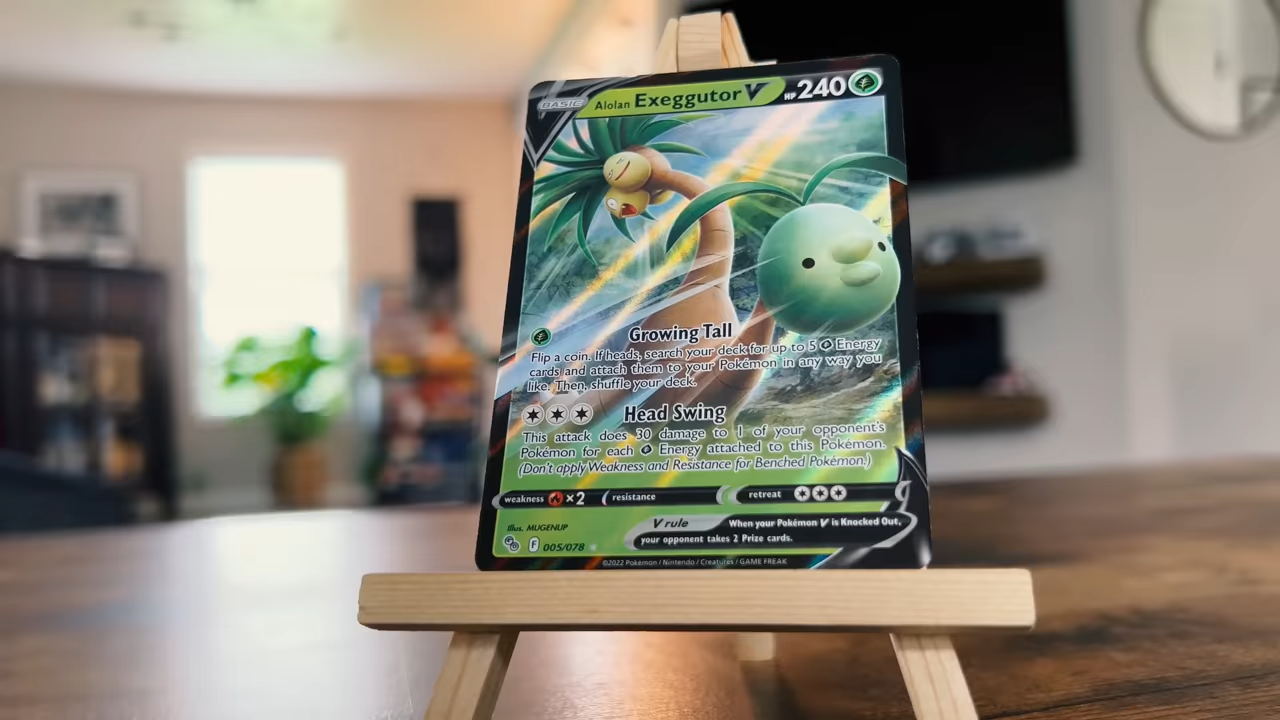 BASIC Alolan Exeggutor V HP 240
Growing Tall
Flip a coin. If heads, search your deck for up to 5 Energy
cards and attach them to your Pokémon in any way you
like. Then, shuffle your deck.
Head Swing
This attack does 30 damage to 1 of your opponent's
Pokémon for each Energy attached to this Pokémon.
(Don't apply Weakness and Resistance for Benched Pokémon.)
weakness ×2 resistance retreat
Illus. MUGENUP
V rule When your Pokémon V is Knocked Out,
your opponent takes 2 Prize cards.
F 005/078
©2022 Pokémon / Nintendo / Creatures / GAME FREAK